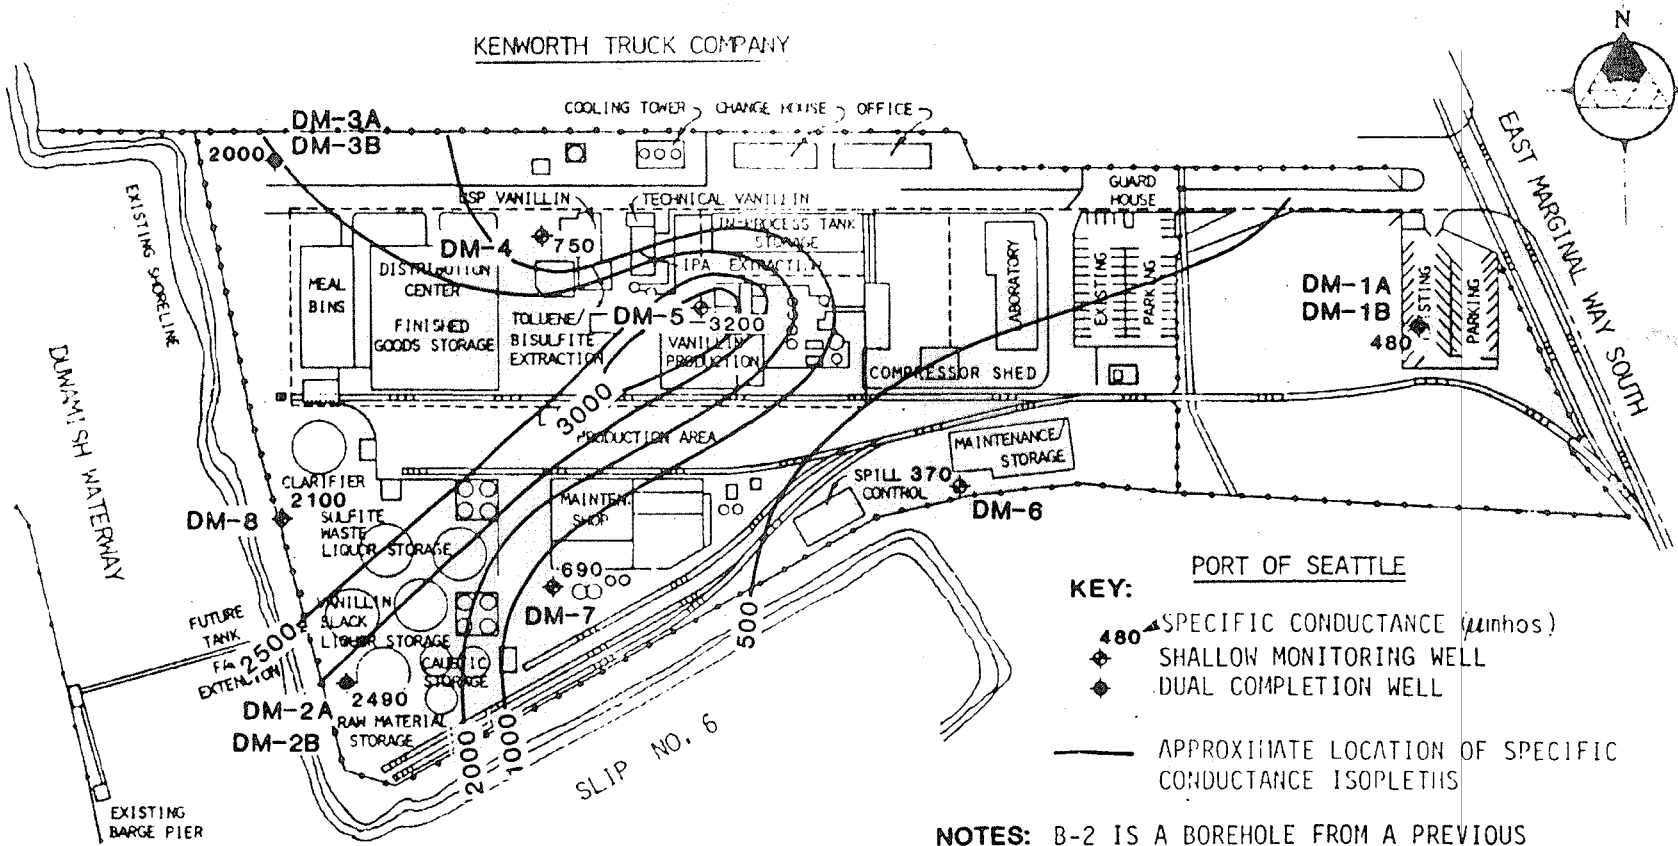 N
KENWORTH TRUCK COMPANY
COOLING TOWER
CHANGE HOUSE
OFFICE
DM-3A
DM-3B
2000
EAST MARGINAL WAY SOUTH
EXISTING SHORELINE
VANILLIN
TECHNICAL VANILLIN
GUARD
HOUSE
IN-PROCESS TANK
STORAGE
DM-4
750
IPA EXTRACTION
DISTRIBUTION
CENTER
MEAL
BINS
FINISHED
GOODS STORAGE
TOLUENE/
BISULFITE
EXTRACTION
DM-5
3200
VANILLIN
PRODUCTION
LABORATORY
EXISTING
PARKING
DM-1A
DM-1B
480
PARKING
COMPRESSOR SHED
DUWAMISH WATERWAY
3000
PRODUCTION AREA
MAINTENANCE/
STORAGE
SPILL
CONTROL
370
DM-6
CLARIFIER
2100
DM-8
SULFITE
WASTE
LIQUOR STORAGE
MAINTEN.
SHOP
690
DM-7
VANILLIN
BLACK
LIQUOR STORAGE
FUTURE
TANK
2500
CAUSTIC
STORAGE
500
DM-2A
DM-2B
2490
RAW MATERIAL
STORAGE
2000
1000
SLIP NO. 6
EXISTING
BARGE PIER
PORT OF SEATTLE
KEY:
480 SPECIFIC CONDUCTANCE (µmhos)
SHALLOW MONITORING WELL
DUAL COMPLETION WELL
APPROXIMATE LOCATION OF SPECIFIC
CONDUCTANCE ISOPLETHS
NOTES: B-2 IS A BOREHOLE FROM A PREVIOUS